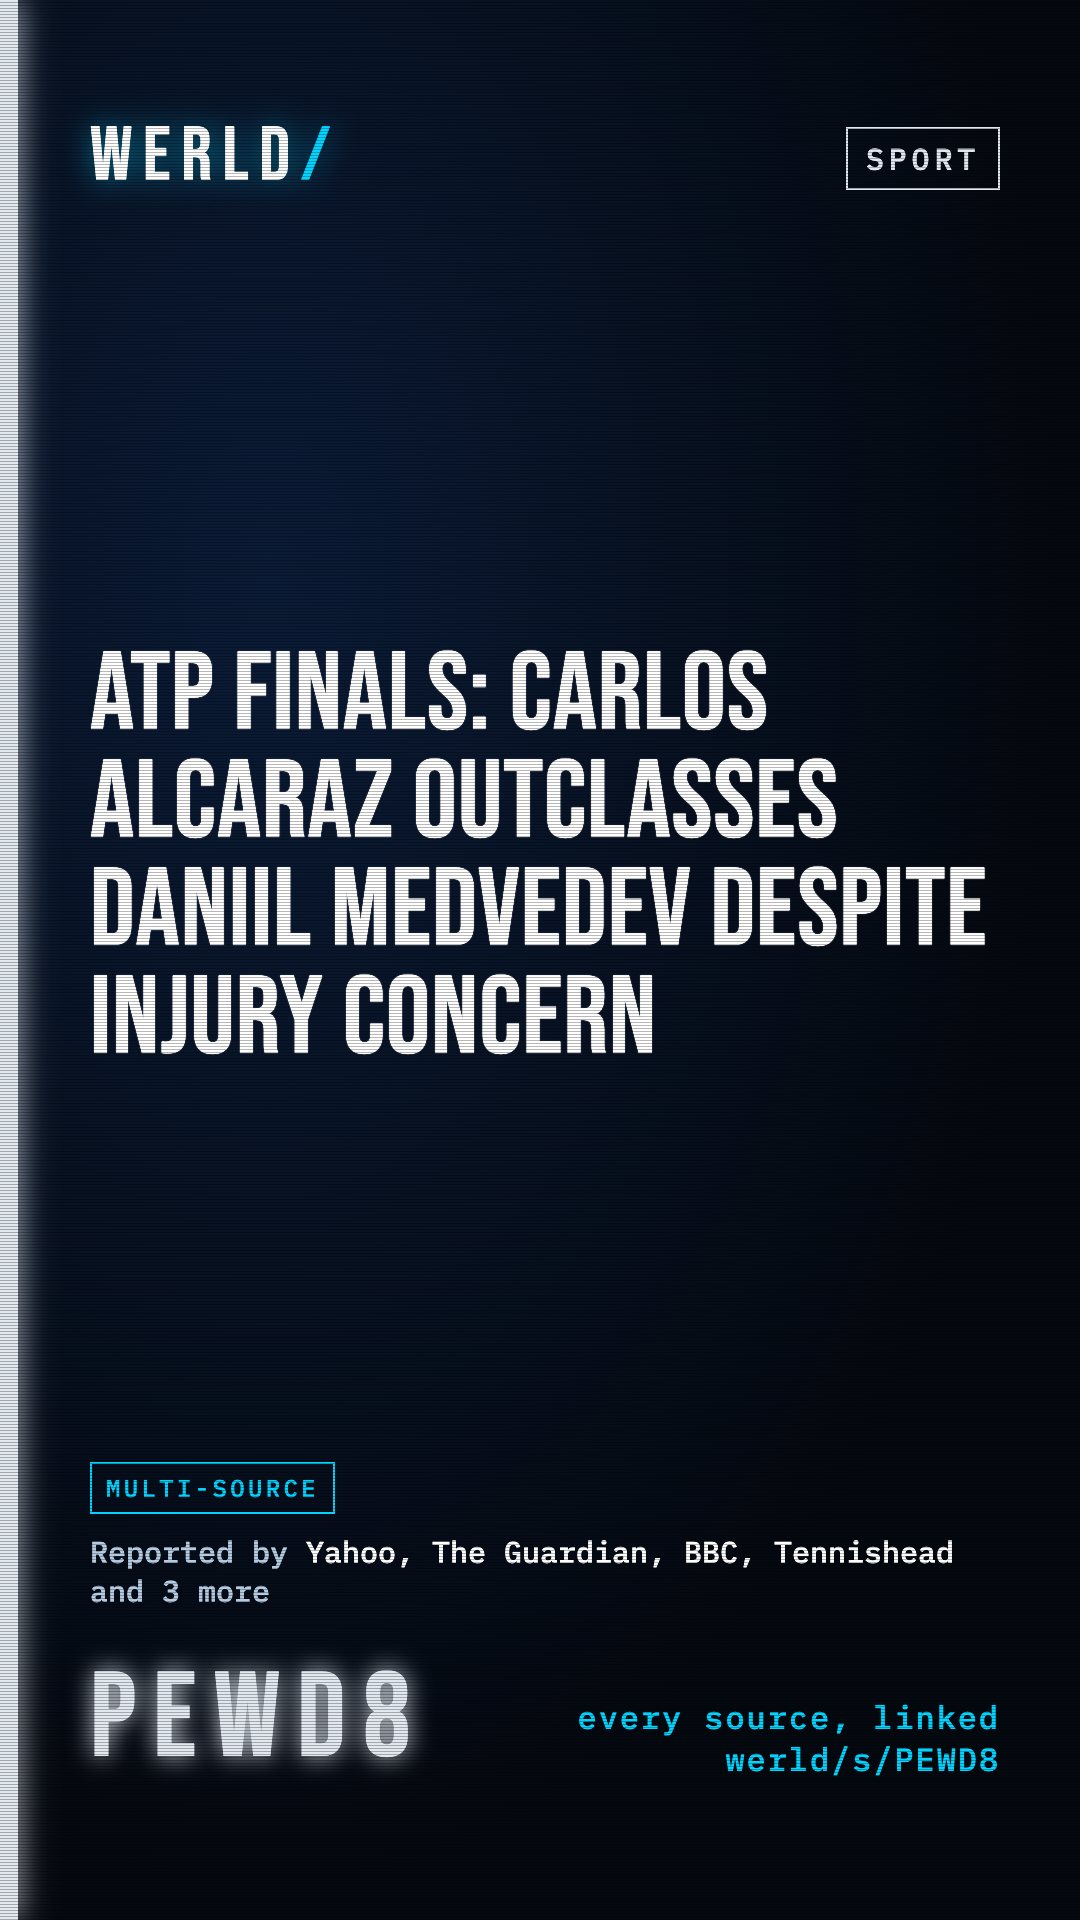 WERLD/
SPORT
ATP FINALS: CARLOS
ALCARAZ OUTCLASSES
DANIIL MEDVEDEV DESPITE
INJURY CONCERN
MULTI-SOURCE
Reported by Yahoo, The Guardian, BBC, Tennishead
and 3 more
PEWD8
every source, linked
werld/s/PEWD8